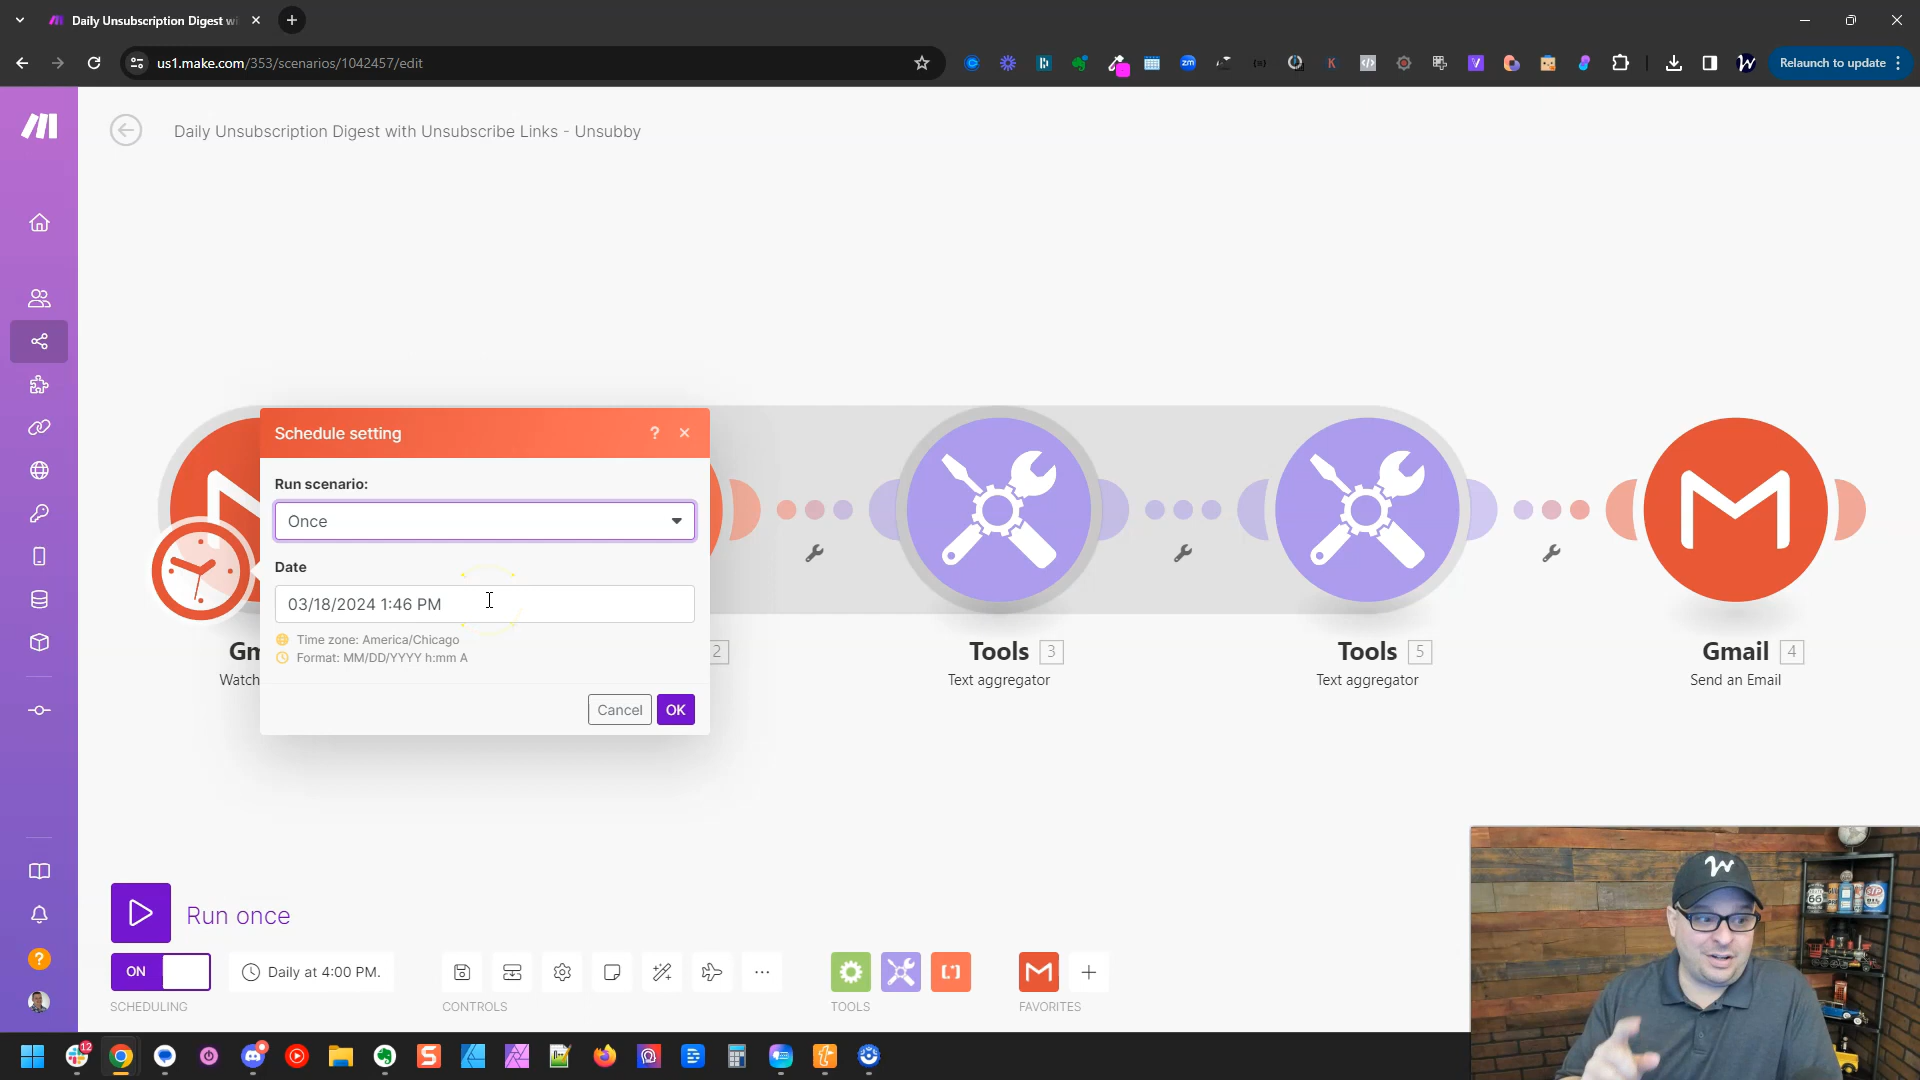 Daily Unsubscription Digest wi
us1.make.com/353/scenarios/1042457/edit
Relaunch to update
Daily Unsubscription Digest with Unsubscribe Links - Unsubby
Schedule setting
?
Run scenario:
Once
Date
03/18/2024 1:46 PM
Time zone: America/Chicago
Format: MM/DD/YYYY h:mm A
Cancel
OK
Gm
Watch
2
Tools 3
Text aggregator
Tools 5
Text aggregator
Gmail 4
Send an Email
Run once
ON
Daily at 4:00 PM.
SCHEDULING
CONTROLS
TOOLS
FAVORITES
12